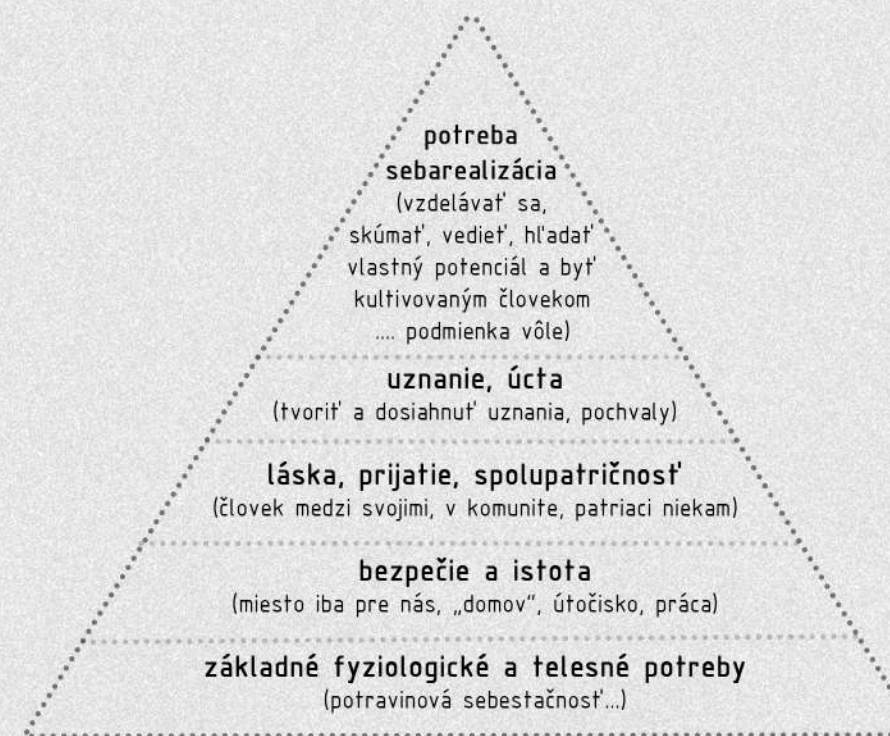 potreba
sebarealizácia
(vzdelávať sa,
skúmať, vedieť, hľadať
vlastný potenciál a byť
kultivovaným človekom
.... podmienka vôle)
uznanie, úcta
(tvoriť a dosiahnuť uznania, pochvaly)
láska, prijatie, spolupatričnosť
(človek medzi svojimi, v komunite, patriaci niekam)
bezpečie a istota
(miesto iba pre nás, „domov“, útočisko, práca)
základné fyziologické a telesné potreby
(potravinová sebestačnosť...)